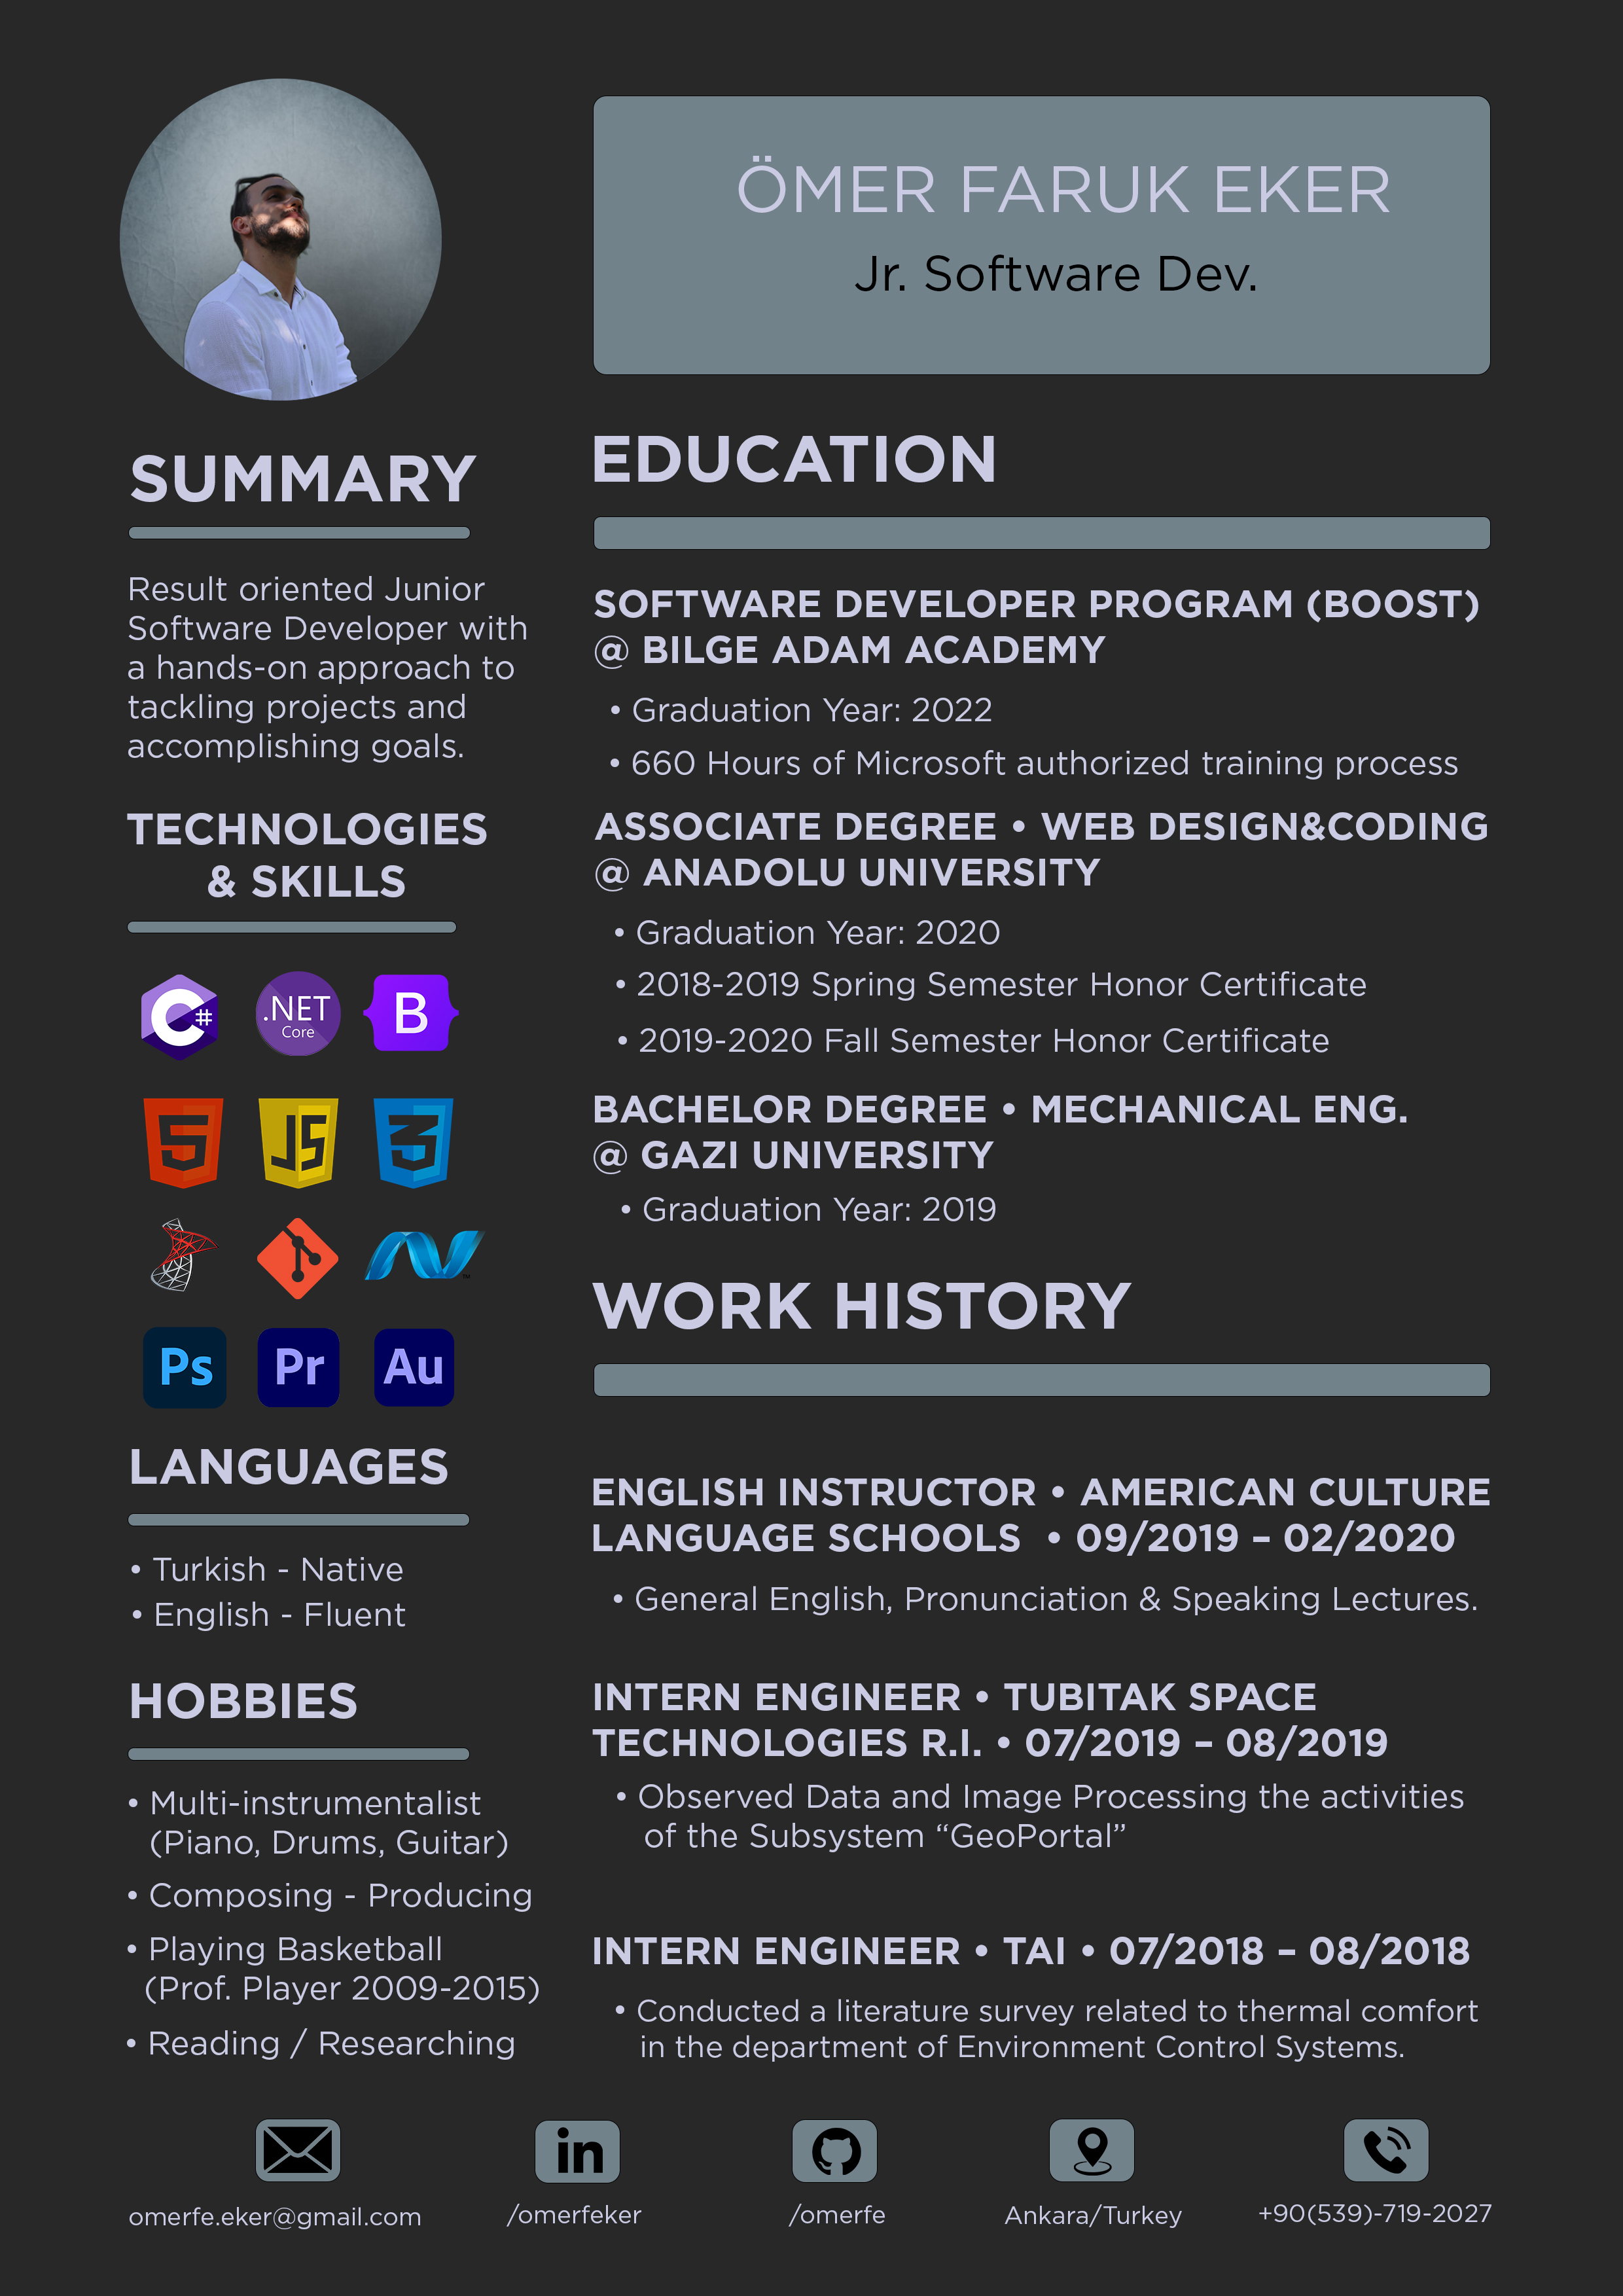 ÖMER FARUK EKER
Jr. Software Dev.
SUMMARY
Result oriented Junior
Software Developer with
a hands-on approach to
tackling projects and
accomplishing goals.
TECHNOLOGIES
& SKILLS
C#
.NET
Core
B
5
JS
3
TM
Ps
Pr
Au
LANGUAGES
• Turkish - Native
• English - Fluent
HOBBIES
• Multi-instrumentalist
(Piano, Drums, Guitar)
• Composing - Producing
• Playing Basketball
(Prof. Player 2009-2015)
• Reading / Researching
EDUCATION
SOFTWARE DEVELOPER PROGRAM (BOOST)
@ BILGE ADAM ACADEMY
• Graduation Year: 2022
• 660 Hours of Microsoft authorized training process
ASSOCIATE DEGREE • WEB DESIGN&CODING
@ ANADOLU UNIVERSITY
• Graduation Year: 2020
• 2018-2019 Spring Semester Honor Certificate
• 2019-2020 Fall Semester Honor Certificate
BACHELOR DEGREE • MECHANICAL ENG.
@ GAZI UNIVERSITY
• Graduation Year: 2019
WORK HISTORY
ENGLISH INSTRUCTOR • AMERICAN CULTURE
LANGUAGE SCHOOLS • 09/2019 – 02/2020
• General English, Pronunciation & Speaking Lectures.
INTERN ENGINEER • TUBITAK SPACE
TECHNOLOGIES R.I. • 07/2019 – 08/2019
• Observed Data and Image Processing the activities
of the Subsystem “GeoPortal”
INTERN ENGINEER • TAI • 07/2018 – 08/2018
• Conducted a literature survey related to thermal comfort
in the department of Environment Control Systems.
in
omerfe.eker@gmail.com
/omerfeker
/omerfe
Ankara/Turkey
+90(539)-719-2027